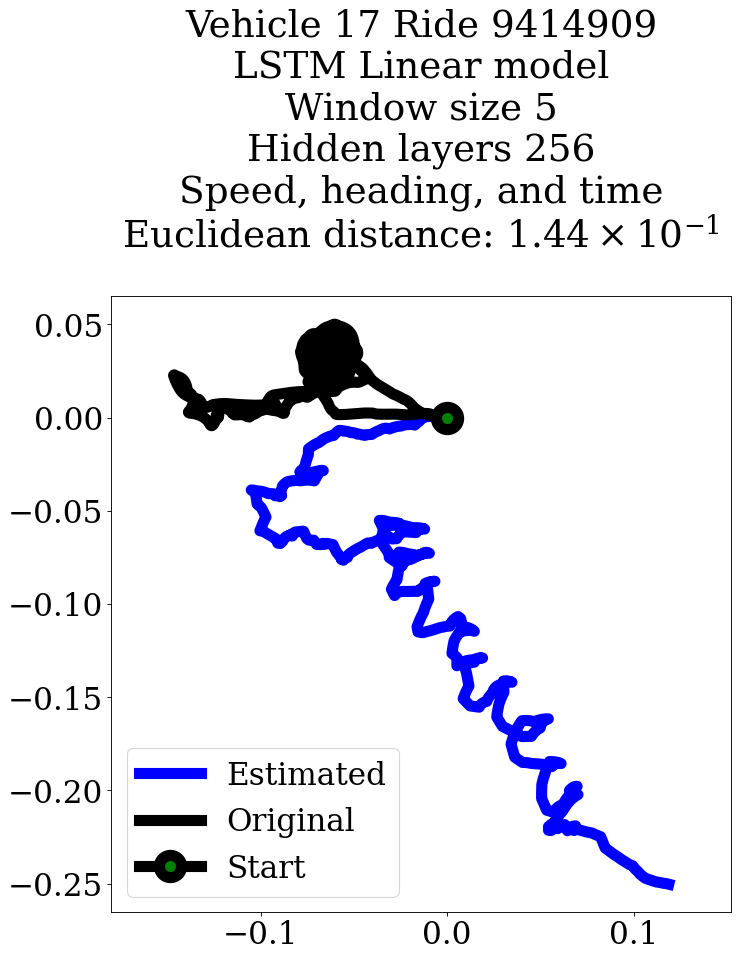 Vehicle 17 Ride 9414909
LSTM Linear model
Window size 5
Hidden layers 256
Speed, heading, and time
Euclidean distance: 1.44 × 10⁻¹
0.05
0.00
−0.05
−0.10
−0.15
−0.20
−0.25
Estimated
Original
Start
−0.1 0.0 0.1